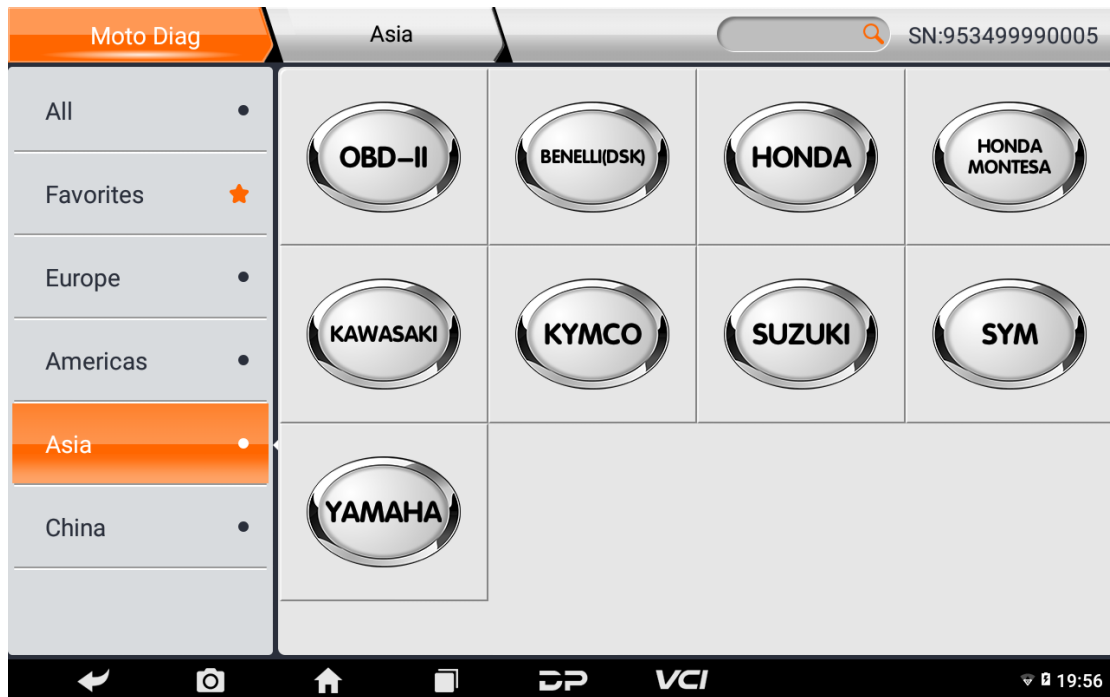 Moto Diag
Asia
SN:953499990005
All
Favorites
Europe
Americas
Asia
China
OBD-II
BENELLI(DSK)
HONDA
HONDA
MONTESA
KAWASAKI
KYMCO
SUZUKI
SYM
YAMAHA
DP
VCI
19:56